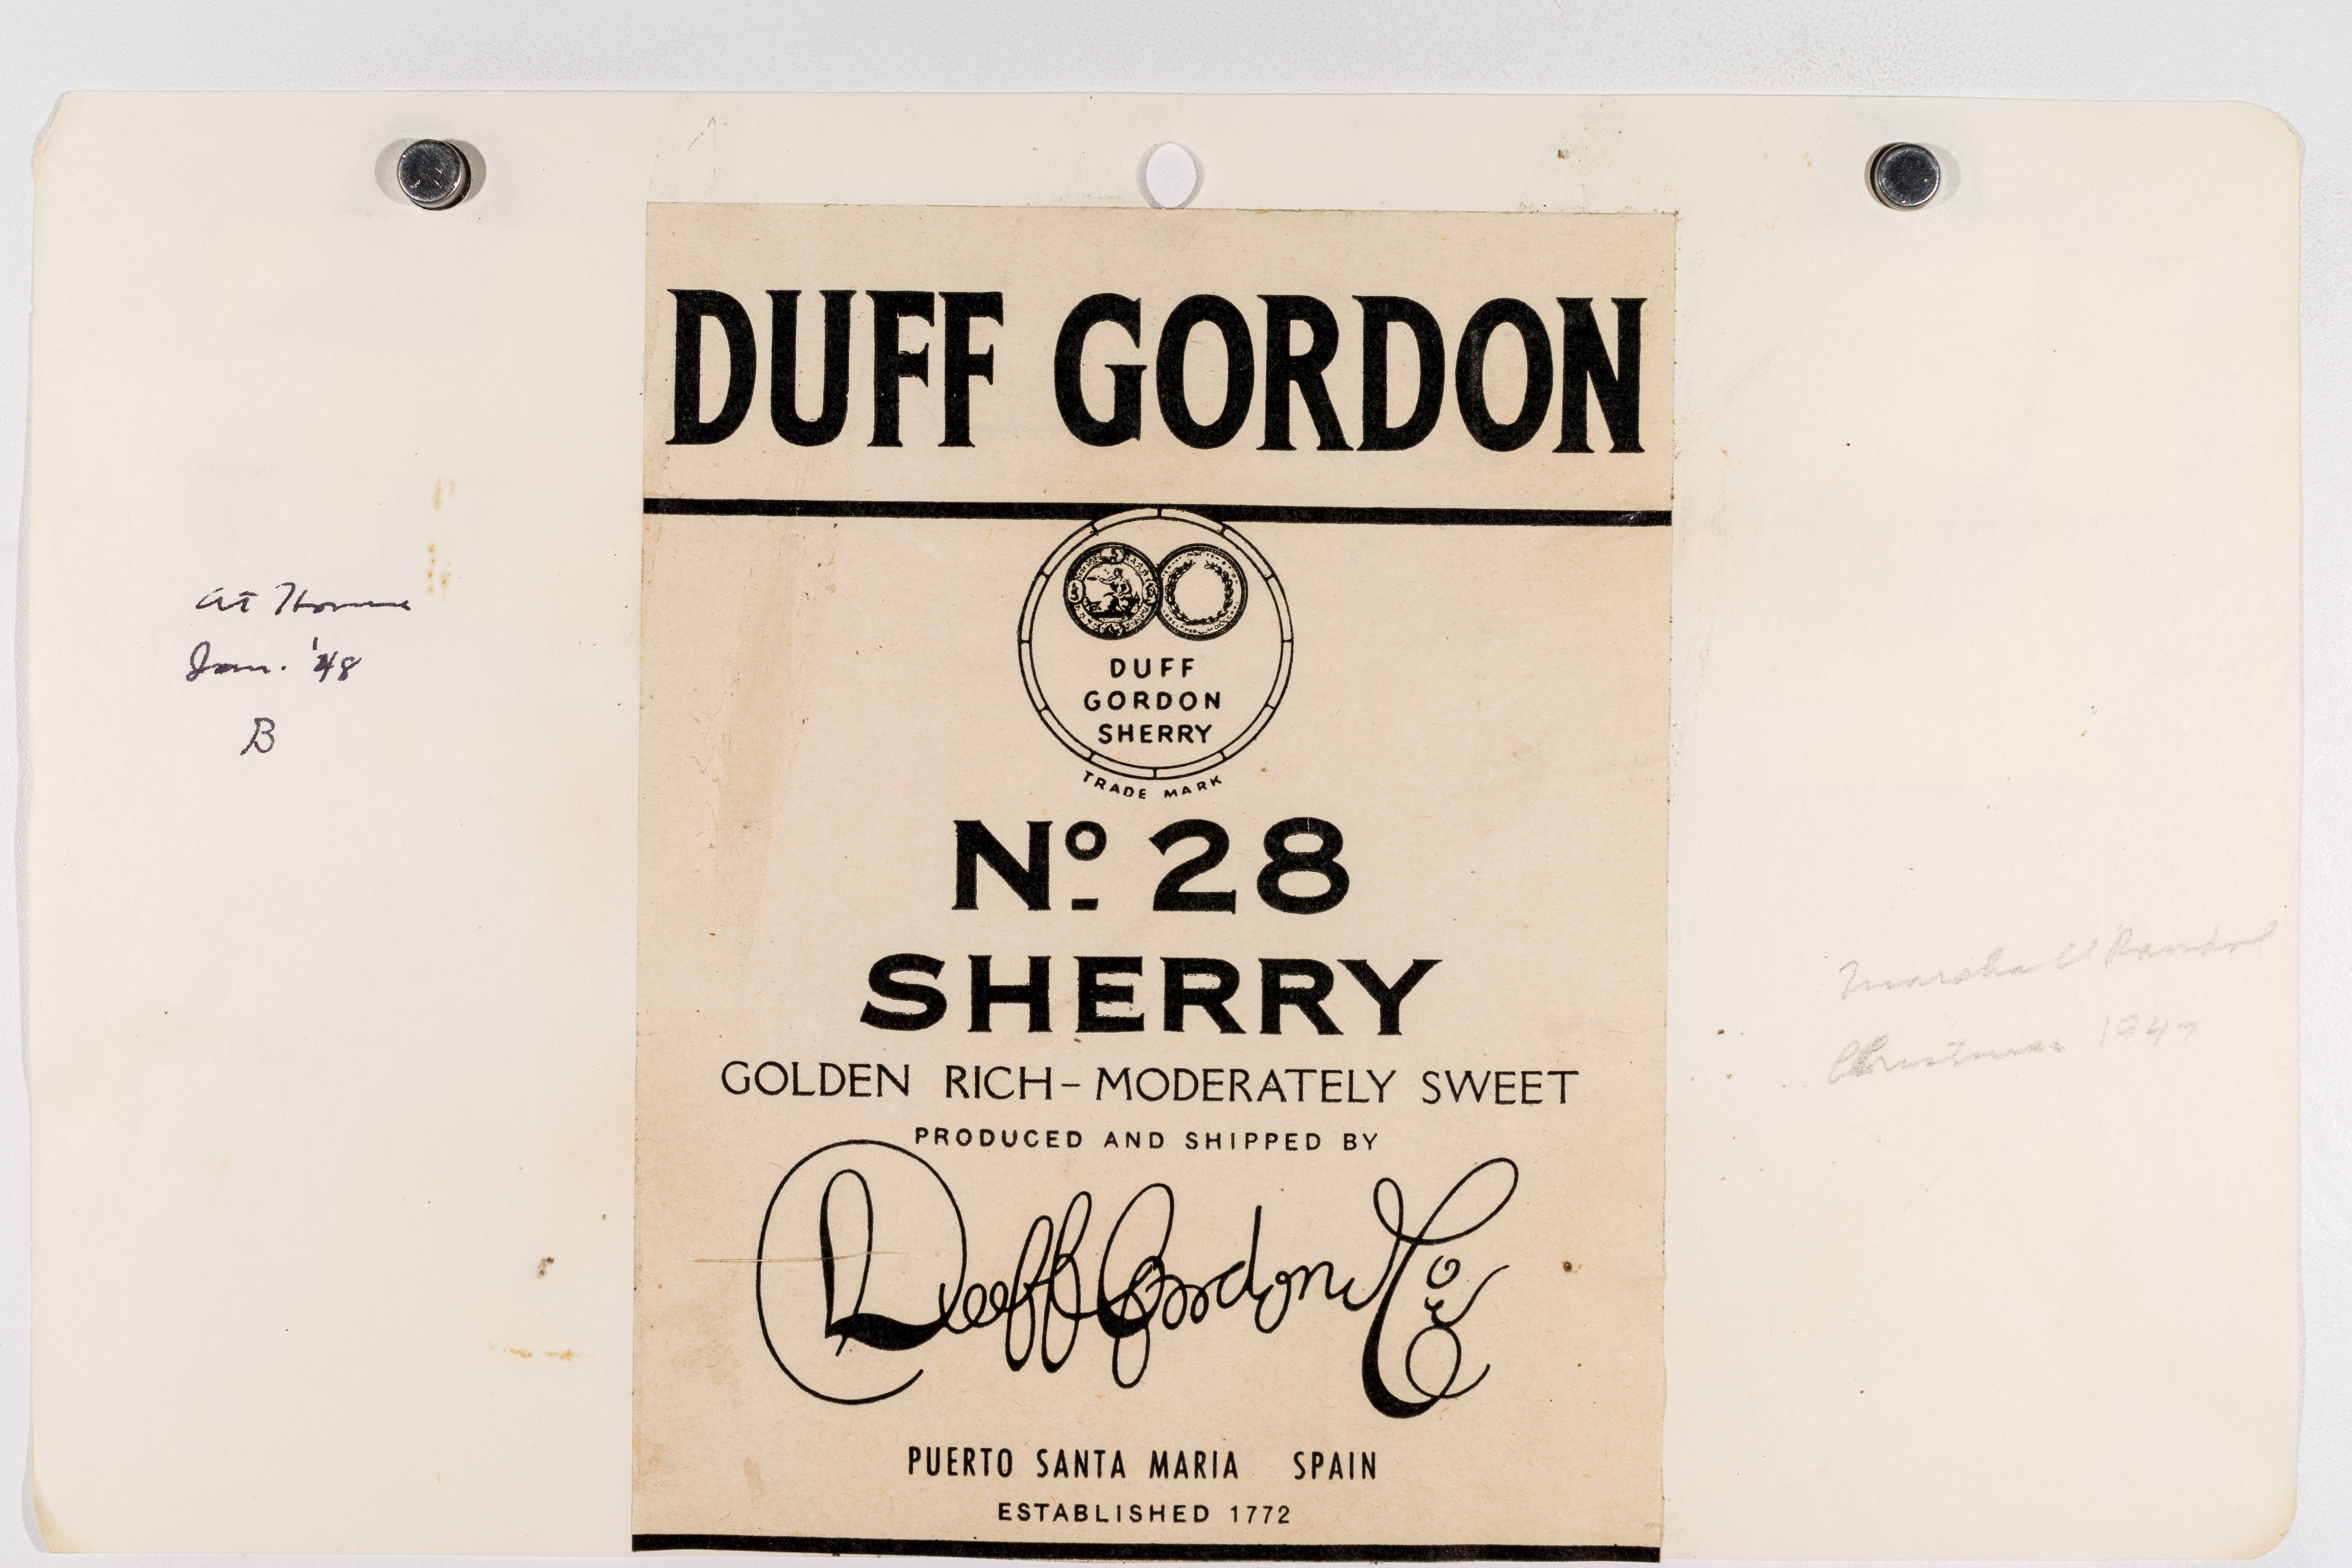 DUFF GORDON
DUFF
GORDON
SHERRY
TRADE MARK
Nº 28
SHERRY
GOLDEN RICH – MODERATELY SWEET
PRODUCED AND SHIPPED BY
Duff Gordon & Co
PUERTO SANTA MARIA SPAIN
ESTABLISHED 1772
At Home
Jan. '48
B
Marshall
Christmas 1947